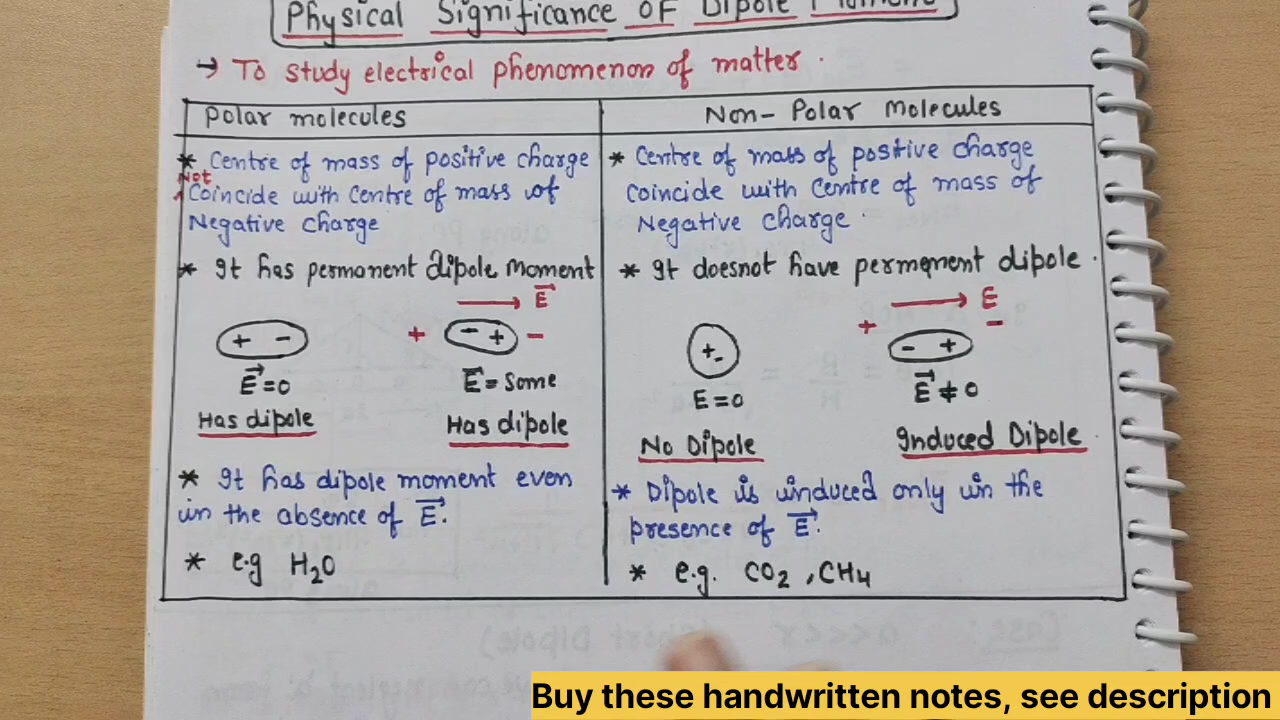 Physical Significance of Dipole Moment
→ To study electrical phenomenon of matter.
Polar molecules
* Centre of mass of positive charge
Not
Coincide with Centre of mass of
Negative charge
* It has permanent dipole moment
E
+ -
+ - + -
E=0
E=Some
Has dipole
Has dipole
* It has dipole moment even
in the absence of E.
* e.g H2O
Non-Polar Molecules
* Centre of mass of positive charge
Coincide with Centre of mass of
Negative charge.
* It doesnot have permanent dipole.
E
+ -
+ - - +
E=0
E≠0
No Dipole
Induced Dipole.
* Dipole is induced only in the
presence of E.
* e.g. CO2, CH4
Buy these handwritten notes, see description